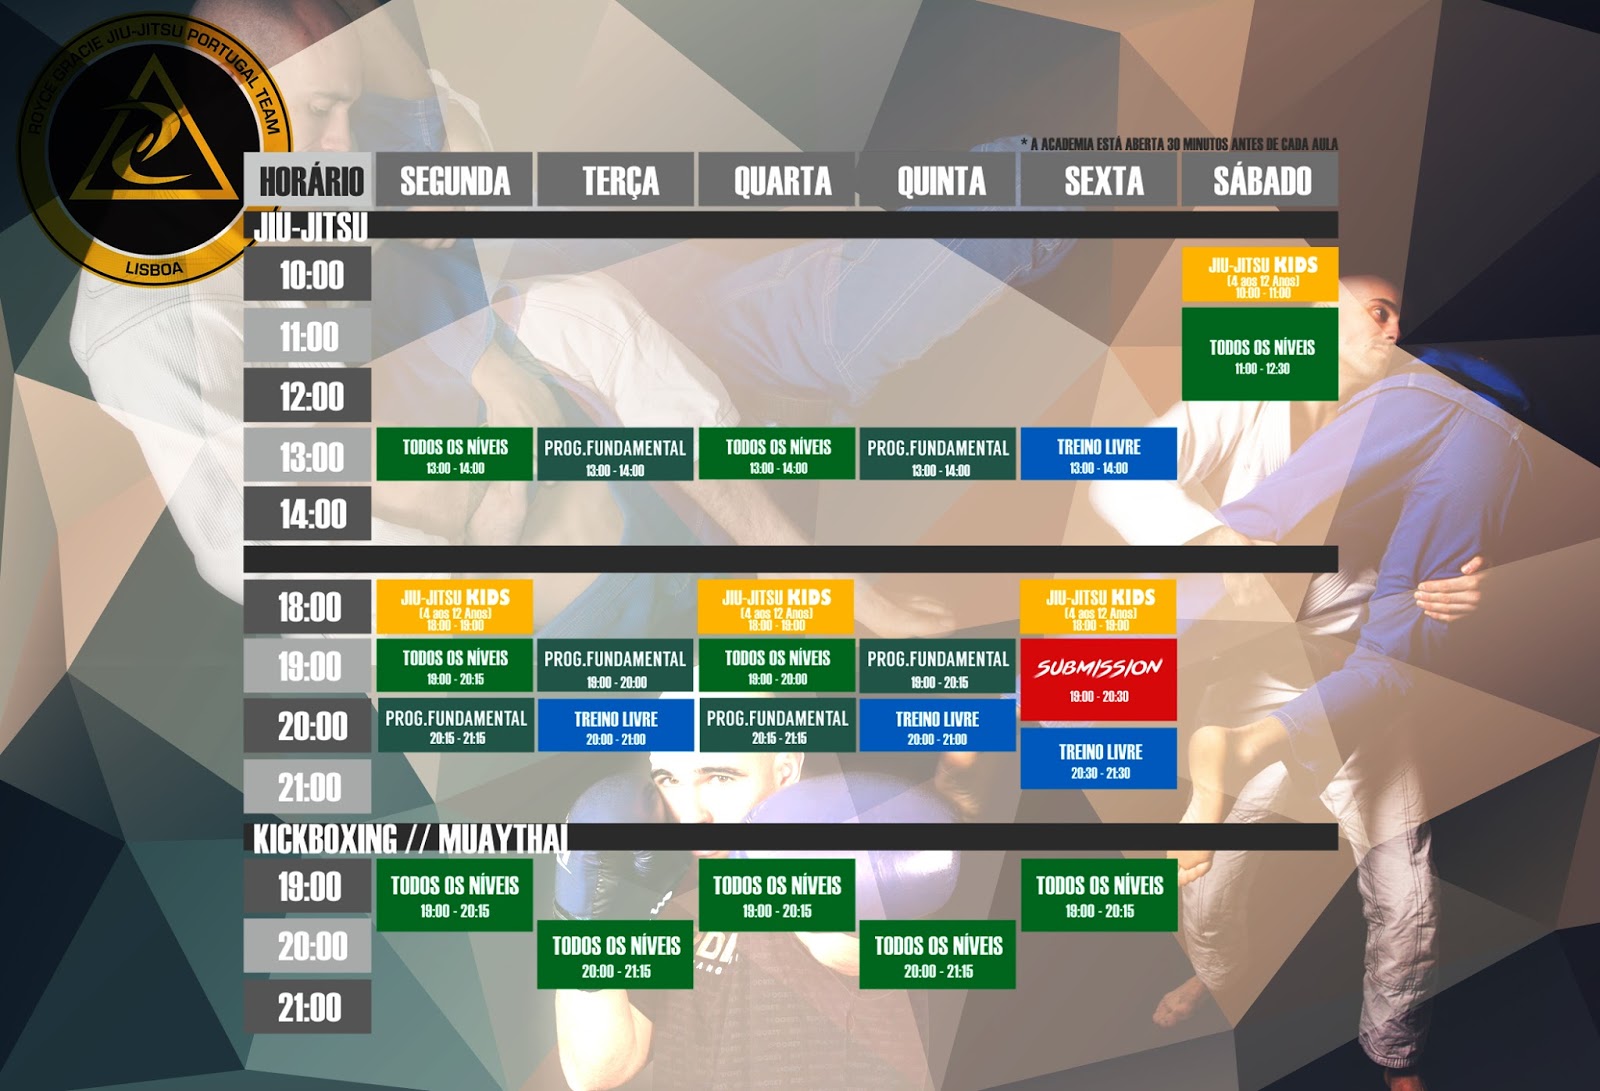 ROYCE GRACIE JIU-JITSU PORTUGAL TEAM
LISBOA
* A ACADEMIA ESTÁ ABERTA 30 MINUTOS ANTES DE CADA AULA
HORÁRIO SEGUNDA TERÇA QUARTA QUINTA SEXTA SÁBADO
JIU-JITSU
10:00
JIU-JITSU KIDS
(4 aos 12 Anos)
10:00 - 11:00
11:00
TODOS OS NÍVEIS
11:00 - 12:30
12:00
13:00
TODOS OS NÍVEIS
13:00 - 14:00
PROG.FUNDAMENTAL
13:00 - 14:00
TODOS OS NÍVEIS
13:00 - 14:00
PROG.FUNDAMENTAL
13:00 - 14:00
TREINO LIVRE
13:00 - 14:00
14:00
18:00
JIU-JITSU KIDS
(4 aos 12 Anos)
18:00 - 19:00
JIU-JITSU KIDS
(4 aos 12 Anos)
18:00 - 19:00
JIU-JITSU KIDS
(4 aos 12 Anos)
18:00 - 19:00
19:00
TODOS OS NÍVEIS
19:00 - 20:15
PROG.FUNDAMENTAL
19:00 - 20:00
TODOS OS NÍVEIS
19:00 - 20:00
PROG.FUNDAMENTAL
19:00 - 20:15
SUBMISSION
19:00 - 20:30
20:00
PROG.FUNDAMENTAL
20:15 - 21:15
TREINO LIVRE
20:00 - 21:00
PROG.FUNDAMENTAL
20:15 - 21:15
TREINO LIVRE
20:00 - 21:00
TREINO LIVRE
20:30 - 21:30
21:00
KICKBOXING // MUAYTHAI
19:00
TODOS OS NÍVEIS
19:00 - 20:15
TODOS OS NÍVEIS
19:00 - 20:15
TODOS OS NÍVEIS
19:00 - 20:15
20:00
TODOS OS NÍVEIS
20:00 - 21:15
TODOS OS NÍVEIS
20:00 - 21:15
21:00